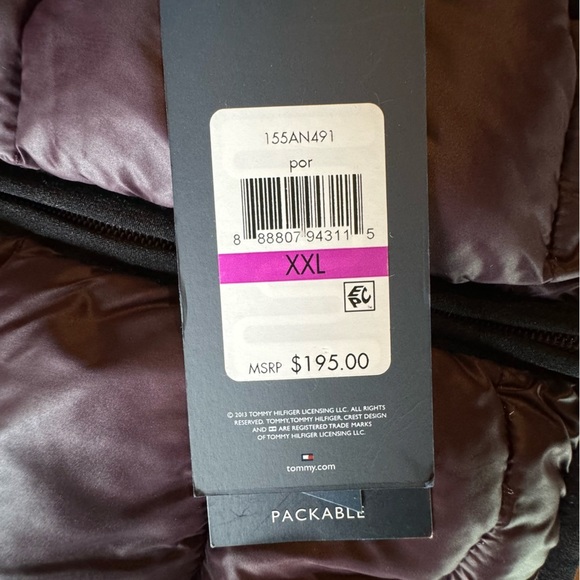 155AN491
por
8 88807 94311 5
XXL
EPC
MSRP $195.00
© 2013 TOMMY HILFIGER LICENSING LLC. ALL RIGHTS
RESERVED. TOMMY, TOMMY HILFIGER, CREST DESIGN
AND ARE REGISTERED TRADE MARKS
OF TOMMY HILFIGER LICENSING LLC.
tommy.com
PACKABLE